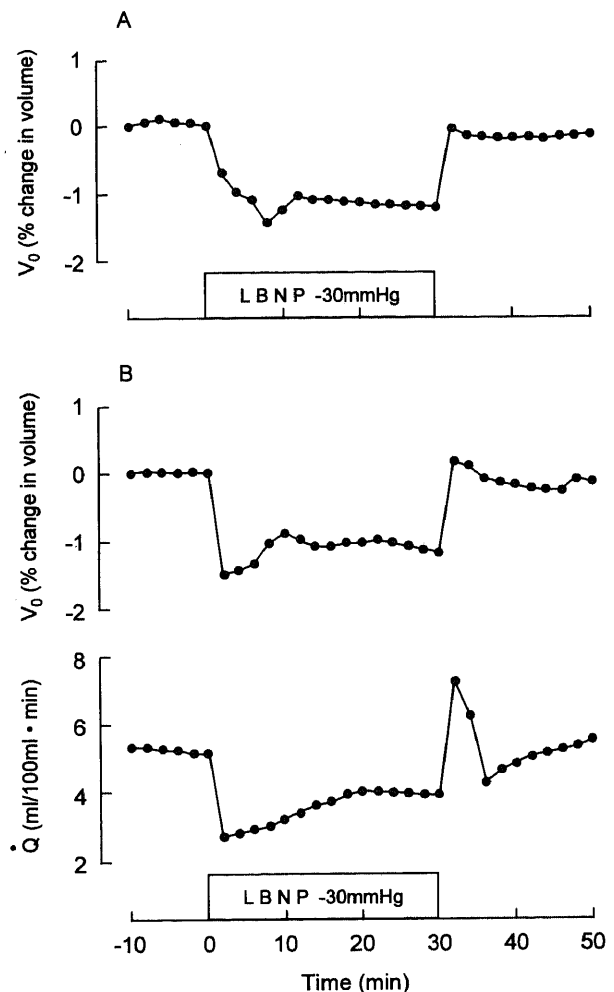 A
V₀ (% change in volume)
1
0
-1
-2
LBNP -30mmHg
B
V₀ (% change in volume)
1
0
-1
-2
Q̇ (ml/100ml • min)
8
6
4
2
LBNP -30mmHg
-10 0 10 20 30 40 50
Time (min)